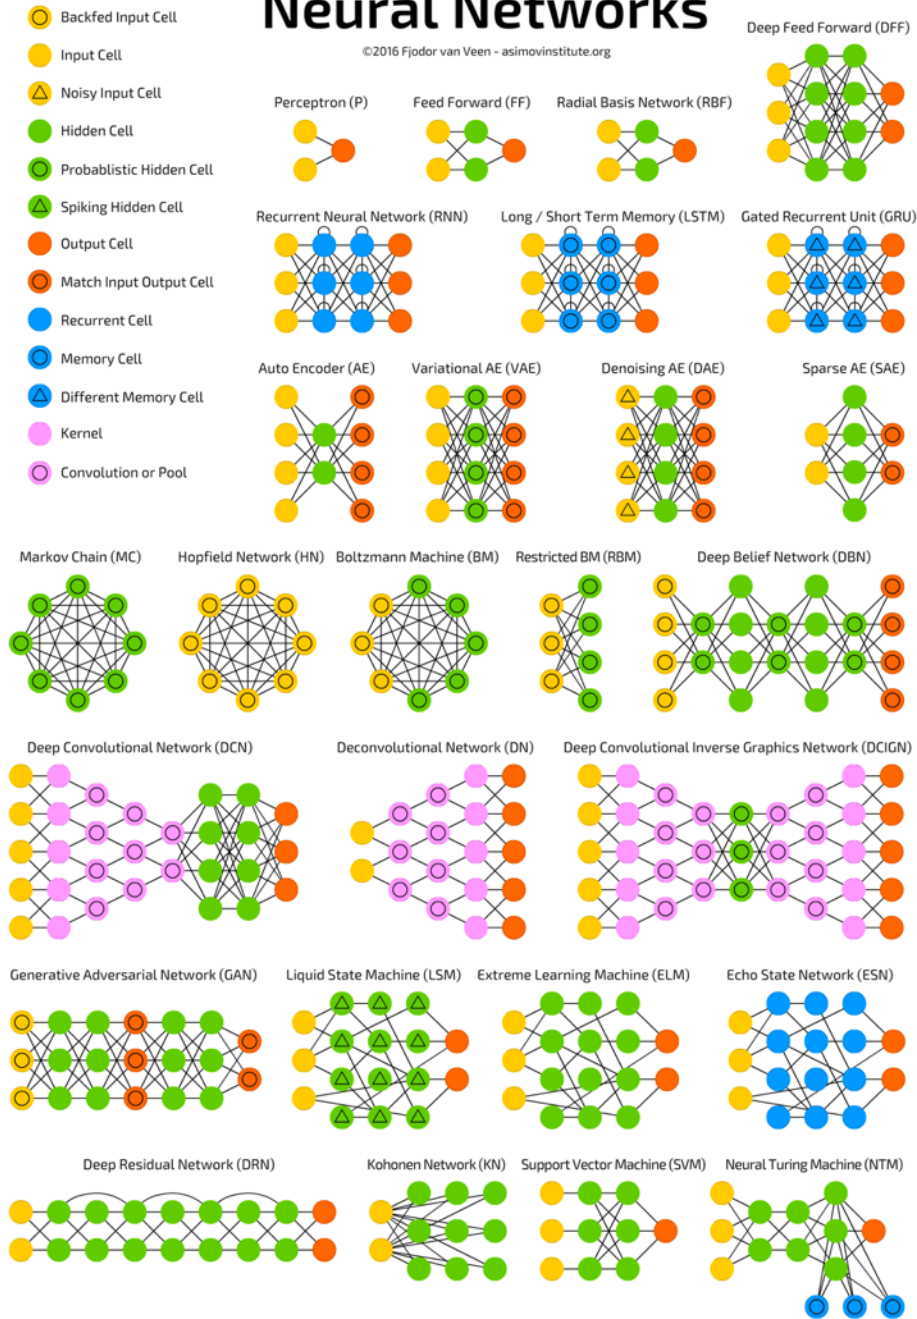 Neural Networks
©2016 Fjodor van Veen - asimovinstitute.org
Backfed Input Cell
Input Cell
Noisy Input Cell
Hidden Cell
Probablistic Hidden Cell
Spiking Hidden Cell
Output Cell
Match Input Output Cell
Recurrent Cell
Memory Cell
Different Memory Cell
Kernel
Convolution or Pool
Deep Feed Forward (DFF)
Perceptron (P)
Feed Forward (FF)
Radial Basis Network (RBF)
Recurrent Neural Network (RNN)
Long / Short Term Memory (LSTM)
Gated Recurrent Unit (GRU)
Auto Encoder (AE)
Variational AE (VAE)
Denoising AE (DAE)
Sparse AE (SAE)
Markov Chain (MC)
Hopfield Network (HN)
Boltzmann Machine (BM)
Restricted BM (RBM)
Deep Belief Network (DBN)
Deep Convolutional Network (DCN)
Deconvolutional Network (DN)
Deep Convolutional Inverse Graphics Network (DCIGN)
Generative Adversarial Network (GAN)
Liquid State Machine (LSM)
Extreme Learning Machine (ELM)
Echo State Network (ESN)
Deep Residual Network (DRN)
Kohonen Network (KN)
Support Vector Machine (SVM)
Neural Turing Machine (NTM)